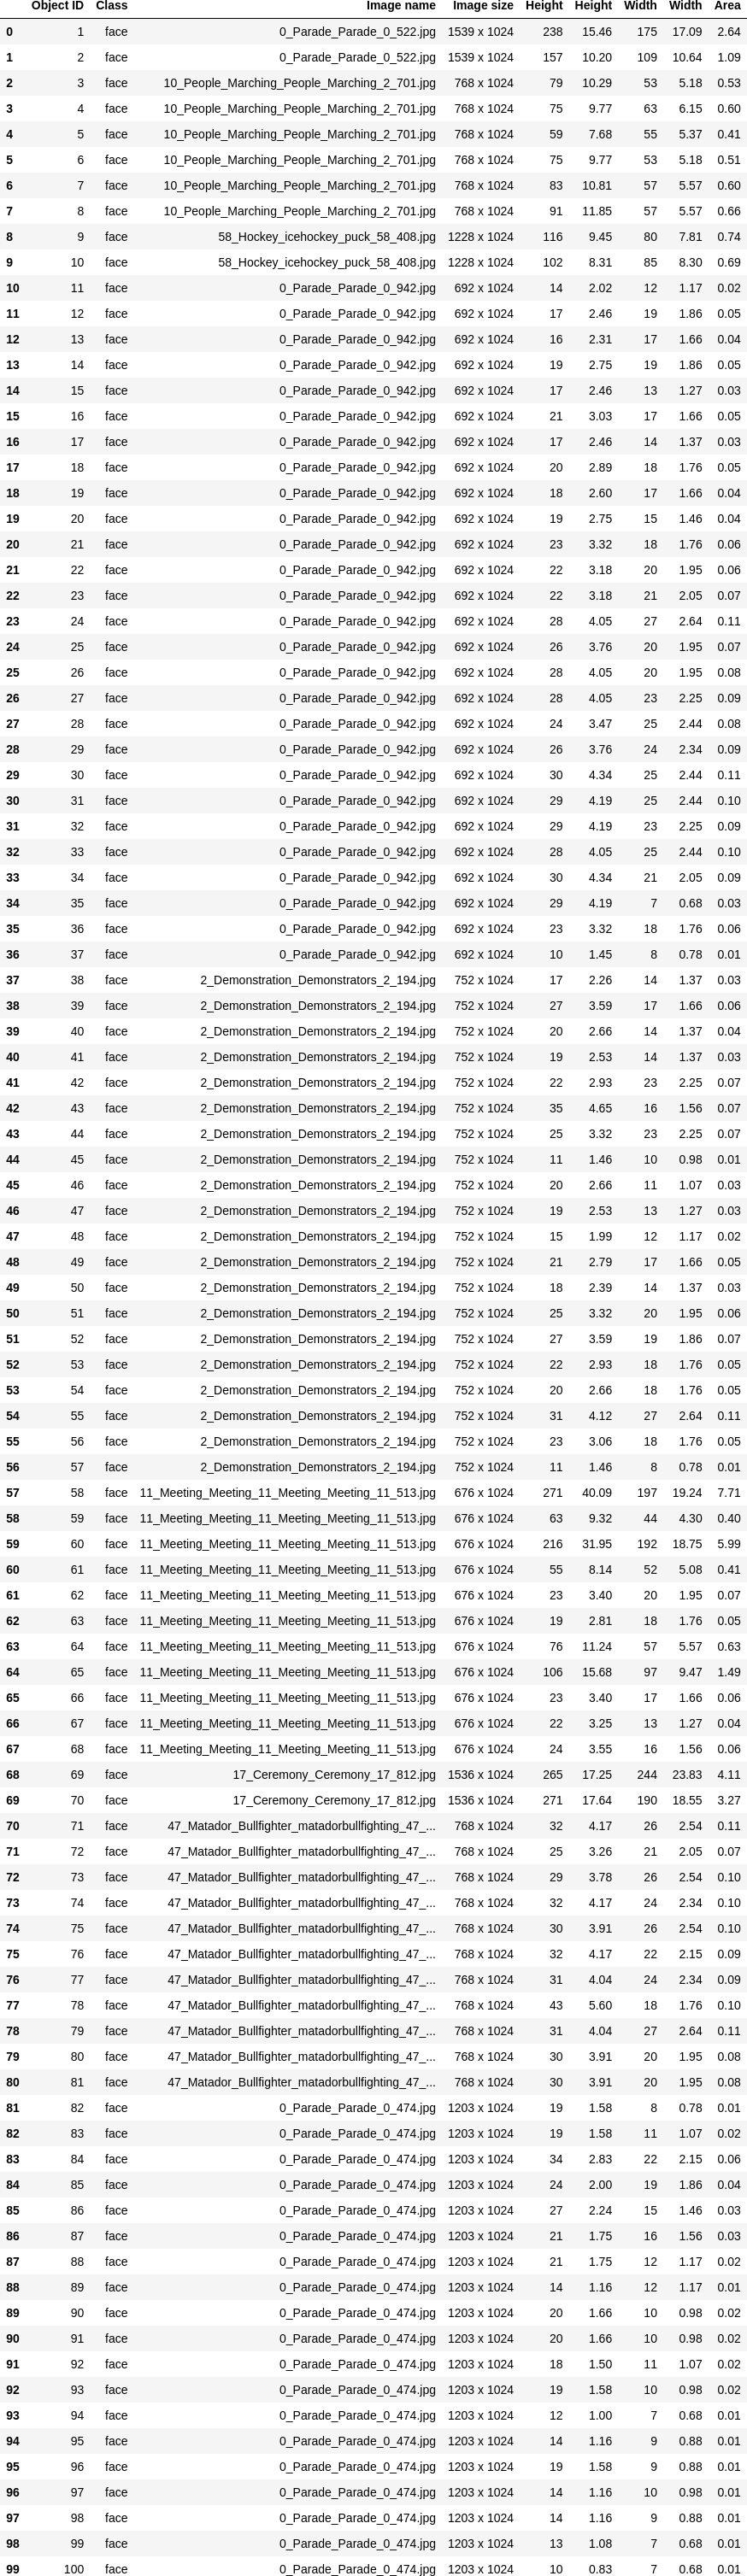 Object ID Class Image name Image size Height Height Width Width Area
0 1 face 0_Parade_Parade_0_522.jpg 1539 x 1024 238 15.46 175 17.09 2.64
1 2 face 0_Parade_Parade_0_522.jpg 1539 x 1024 157 10.20 109 10.64 1.09
2 3 face 10_People_Marching_People_Marching_2_701.jpg 768 x 1024 79 10.29 53 5.18 0.53
3 4 face 10_People_Marching_People_Marching_2_701.jpg 768 x 1024 75 9.77 63 6.15 0.60
4 5 face 10_People_Marching_People_Marching_2_701.jpg 768 x 1024 59 7.68 55 5.37 0.41
5 6 face 10_People_Marching_People_Marching_2_701.jpg 768 x 1024 75 9.77 53 5.18 0.51
6 7 face 10_People_Marching_People_Marching_2_701.jpg 768 x 1024 83 10.81 57 5.57 0.60
7 8 face 10_People_Marching_People_Marching_2_701.jpg 768 x 1024 91 11.85 57 5.57 0.66
8 9 face 58_Hockey_icehockey_puck_58_408.jpg 1228 x 1024 116 9.45 80 7.81 0.74
9 10 face 58_Hockey_icehockey_puck_58_408.jpg 1228 x 1024 102 8.31 85 8.30 0.69
10 11 face 0_Parade_Parade_0_942.jpg 692 x 1024 14 2.02 12 1.17 0.02
11 12 face 0_Parade_Parade_0_942.jpg 692 x 1024 17 2.46 19 1.86 0.05
12 13 face 0_Parade_Parade_0_942.jpg 692 x 1024 16 2.31 17 1.66 0.04
13 14 face 0_Parade_Parade_0_942.jpg 692 x 1024 19 2.75 19 1.86 0.05
14 15 face 0_Parade_Parade_0_942.jpg 692 x 1024 17 2.46 13 1.27 0.03
15 16 face 0_Parade_Parade_0_942.jpg 692 x 1024 21 3.03 17 1.66 0.05
16 17 face 0_Parade_Parade_0_942.jpg 692 x 1024 17 2.46 14 1.37 0.03
17 18 face 0_Parade_Parade_0_942.jpg 692 x 1024 20 2.89 18 1.76 0.05
18 19 face 0_Parade_Parade_0_942.jpg 692 x 1024 18 2.60 17 1.66 0.04
19 20 face 0_Parade_Parade_0_942.jpg 692 x 1024 19 2.75 15 1.46 0.04
20 21 face 0_Parade_Parade_0_942.jpg 692 x 1024 23 3.32 18 1.76 0.06
21 22 face 0_Parade_Parade_0_942.jpg 692 x 1024 22 3.18 20 1.95 0.06
22 23 face 0_Parade_Parade_0_942.jpg 692 x 1024 22 3.18 21 2.05 0.07
23 24 face 0_Parade_Parade_0_942.jpg 692 x 1024 28 4.05 27 2.64 0.11
24 25 face 0_Parade_Parade_0_942.jpg 692 x 1024 26 3.76 20 1.95 0.07
25 26 face 0_Parade_Parade_0_942.jpg 692 x 1024 28 4.05 20 1.95 0.08
26 27 face 0_Parade_Parade_0_942.jpg 692 x 1024 28 4.05 23 2.25 0.09
27 28 face 0_Parade_Parade_0_942.jpg 692 x 1024 24 3.47 25 2.44 0.08
28 29 face 0_Parade_Parade_0_942.jpg 692 x 1024 26 3.76 24 2.34 0.09
29 30 face 0_Parade_Parade_0_942.jpg 692 x 1024 30 4.34 25 2.44 0.11
30 31 face 0_Parade_Parade_0_942.jpg 692 x 1024 29 4.19 25 2.44 0.10
31 32 face 0_Parade_Parade_0_942.jpg 692 x 1024 29 4.19 23 2.25 0.09
32 33 face 0_Parade_Parade_0_942.jpg 692 x 1024 28 4.05 25 2.44 0.10
33 34 face 0_Parade_Parade_0_942.jpg 692 x 1024 30 4.34 21 2.05 0.09
34 35 face 0_Parade_Parade_0_942.jpg 692 x 1024 29 4.19 7 0.68 0.03
35 36 face 0_Parade_Parade_0_942.jpg 692 x 1024 23 3.32 18 1.76 0.06
36 37 face 0_Parade_Parade_0_942.jpg 692 x 1024 10 1.45 8 0.78 0.01
37 38 face 2_Demonstration_Demonstrators_2_194.jpg 752 x 1024 17 2.26 14 1.37 0.03
38 39 face 2_Demonstration_Demonstrators_2_194.jpg 752 x 1024 27 3.59 17 1.66 0.06
39 40 face 2_Demonstration_Demonstrators_2_194.jpg 752 x 1024 20 2.66 14 1.37 0.04
40 41 face 2_Demonstration_Demonstrators_2_194.jpg 752 x 1024 19 2.53 14 1.37 0.03
41 42 face 2_Demonstration_Demonstrators_2_194.jpg 752 x 1024 22 2.93 23 2.25 0.07
42 43 face 2_Demonstration_Demonstrators_2_194.jpg 752 x 1024 35 4.65 16 1.56 0.07
43 44 face 2_Demonstration_Demonstrators_2_194.jpg 752 x 1024 25 3.32 23 2.25 0.07
44 45 face 2_Demonstration_Demonstrators_2_194.jpg 752 x 1024 11 1.46 10 0.98 0.01
45 46 face 2_Demonstration_Demonstrators_2_194.jpg 752 x 1024 20 2.66 11 1.07 0.03
46 47 face 2_Demonstration_Demonstrators_2_194.jpg 752 x 1024 19 2.53 13 1.27 0.03
47 48 face 2_Demonstration_Demonstrators_2_194.jpg 752 x 1024 15 1.99 12 1.17 0.02
48 49 face 2_Demonstration_Demonstrators_2_194.jpg 752 x 1024 21 2.79 17 1.66 0.05
49 50 face 2_Demonstration_Demonstrators_2_194.jpg 752 x 1024 18 2.39 14 1.37 0.03
50 51 face 2_Demonstration_Demonstrators_2_194.jpg 752 x 1024 25 3.32 20 1.95 0.06
51 52 face 2_Demonstration_Demonstrators_2_194.jpg 752 x 1024 27 3.59 19 1.86 0.07
52 53 face 2_Demonstration_Demonstrators_2_194.jpg 752 x 1024 22 2.93 18 1.76 0.05
53 54 face 2_Demonstration_Demonstrators_2_194.jpg 752 x 1024 20 2.66 18 1.76 0.05
54 55 face 2_Demonstration_Demonstrators_2_194.jpg 752 x 1024 31 4.12 27 2.64 0.11
55 56 face 2_Demonstration_Demonstrators_2_194.jpg 752 x 1024 23 3.06 18 1.76 0.05
56 57 face 2_Demonstration_Demonstrators_2_194.jpg 752 x 1024 11 1.46 8 0.78 0.01
57 58 face 11_Meeting_Meeting_11_Meeting_Meeting_11_513.jpg 676 x 1024 271 40.09 197 19.24 7.71
58 59 face 11_Meeting_Meeting_11_Meeting_Meeting_11_513.jpg 676 x 1024 63 9.32 44 4.30 0.40
59 60 face 11_Meeting_Meeting_11_Meeting_Meeting_11_513.jpg 676 x 1024 216 31.95 192 18.75 5.99
60 61 face 11_Meeting_Meeting_11_Meeting_Meeting_11_513.jpg 676 x 1024 55 8.14 52 5.08 0.41
61 62 face 11_Meeting_Meeting_11_Meeting_Meeting_11_513.jpg 676 x 1024 23 3.40 20 1.95 0.07
62 63 face 11_Meeting_Meeting_11_Meeting_Meeting_11_513.jpg 676 x 1024 19 2.81 18 1.76 0.05
63 64 face 11_Meeting_Meeting_11_Meeting_Meeting_11_513.jpg 676 x 1024 76 11.24 57 5.57 0.63
64 65 face 11_Meeting_Meeting_11_Meeting_Meeting_11_513.jpg 676 x 1024 106 15.68 97 9.47 1.49
65 66 face 11_Meeting_Meeting_11_Meeting_Meeting_11_513.jpg 676 x 1024 23 3.40 17 1.66 0.06
66 67 face 11_Meeting_Meeting_11_Meeting_Meeting_11_513.jpg 676 x 1024 22 3.25 13 1.27 0.04
67 68 face 11_Meeting_Meeting_11_Meeting_Meeting_11_513.jpg 676 x 1024 24 3.55 16 1.56 0.06
68 69 face 17_Ceremony_Ceremony_17_812.jpg 1536 x 1024 265 17.25 244 23.83 4.11
69 70 face 17_Ceremony_Ceremony_17_812.jpg 1536 x 1024 271 17.64 190 18.55 3.27
70 71 face 47_Matador_Bullfighter_matadorbullfighting_47_... 768 x 1024 32 4.17 26 2.54 0.11
71 72 face 47_Matador_Bullfighter_matadorbullfighting_47_... 768 x 1024 25 3.26 21 2.05 0.07
72 73 face 47_Matador_Bullfighter_matadorbullfighting_47_... 768 x 1024 29 3.78 26 2.54 0.10
73 74 face 47_Matador_Bullfighter_matadorbullfighting_47_... 768 x 1024 32 4.17 24 2.34 0.10
74 75 face 47_Matador_Bullfighter_matadorbullfighting_47_... 768 x 1024 30 3.91 26 2.54 0.10
75 76 face 47_Matador_Bullfighter_matadorbullfighting_47_... 768 x 1024 32 4.17 22 2.15 0.09
76 77 face 47_Matador_Bullfighter_matadorbullfighting_47_... 768 x 1024 31 4.04 24 2.34 0.09
77 78 face 47_Matador_Bullfighter_matadorbullfighting_47_... 768 x 1024 43 5.60 18 1.76 0.10
78 79 face 47_Matador_Bullfighter_matadorbullfighting_47_... 768 x 1024 31 4.04 27 2.64 0.11
79 80 face 47_Matador_Bullfighter_matadorbullfighting_47_... 768 x 1024 30 3.91 20 1.95 0.08
80 81 face 47_Matador_Bullfighter_matadorbullfighting_47_... 768 x 1024 30 3.91 20 1.95 0.08
81 82 face 0_Parade_Parade_0_474.jpg 1203 x 1024 19 1.58 8 0.78 0.01
82 83 face 0_Parade_Parade_0_474.jpg 1203 x 1024 19 1.58 11 1.07 0.02
83 84 face 0_Parade_Parade_0_474.jpg 1203 x 1024 34 2.83 22 2.15 0.06
84 85 face 0_Parade_Parade_0_474.jpg 1203 x 1024 24 2.00 19 1.86 0.04
85 86 face 0_Parade_Parade_0_474.jpg 1203 x 1024 27 2.24 15 1.46 0.03
86 87 face 0_Parade_Parade_0_474.jpg 1203 x 1024 21 1.75 16 1.56 0.03
87 88 face 0_Parade_Parade_0_474.jpg 1203 x 1024 21 1.75 12 1.17 0.02
88 89 face 0_Parade_Parade_0_474.jpg 1203 x 1024 14 1.16 12 1.17 0.01
89 90 face 0_Parade_Parade_0_474.jpg 1203 x 1024 20 1.66 10 0.98 0.02
90 91 face 0_Parade_Parade_0_474.jpg 1203 x 1024 20 1.66 10 0.98 0.02
91 92 face 0_Parade_Parade_0_474.jpg 1203 x 1024 18 1.50 11 1.07 0.02
92 93 face 0_Parade_Parade_0_474.jpg 1203 x 1024 19 1.58 10 0.98 0.02
93 94 face 0_Parade_Parade_0_474.jpg 1203 x 1024 12 1.00 7 0.68 0.01
94 95 face 0_Parade_Parade_0_474.jpg 1203 x 1024 14 1.16 9 0.88 0.01
95 96 face 0_Parade_Parade_0_474.jpg 1203 x 1024 19 1.58 9 0.88 0.01
96 97 face 0_Parade_Parade_0_474.jpg 1203 x 1024 14 1.16 10 0.98 0.01
97 98 face 0_Parade_Parade_0_474.jpg 1203 x 1024 14 1.16 9 0.88 0.01
98 99 face 0_Parade_Parade_0_474.jpg 1203 x 1024 13 1.08 7 0.68 0.01
99 100 face 0_Parade_Parade_0_474.jpg 1203 x 1024 10 0.83 7 0.68 0.01